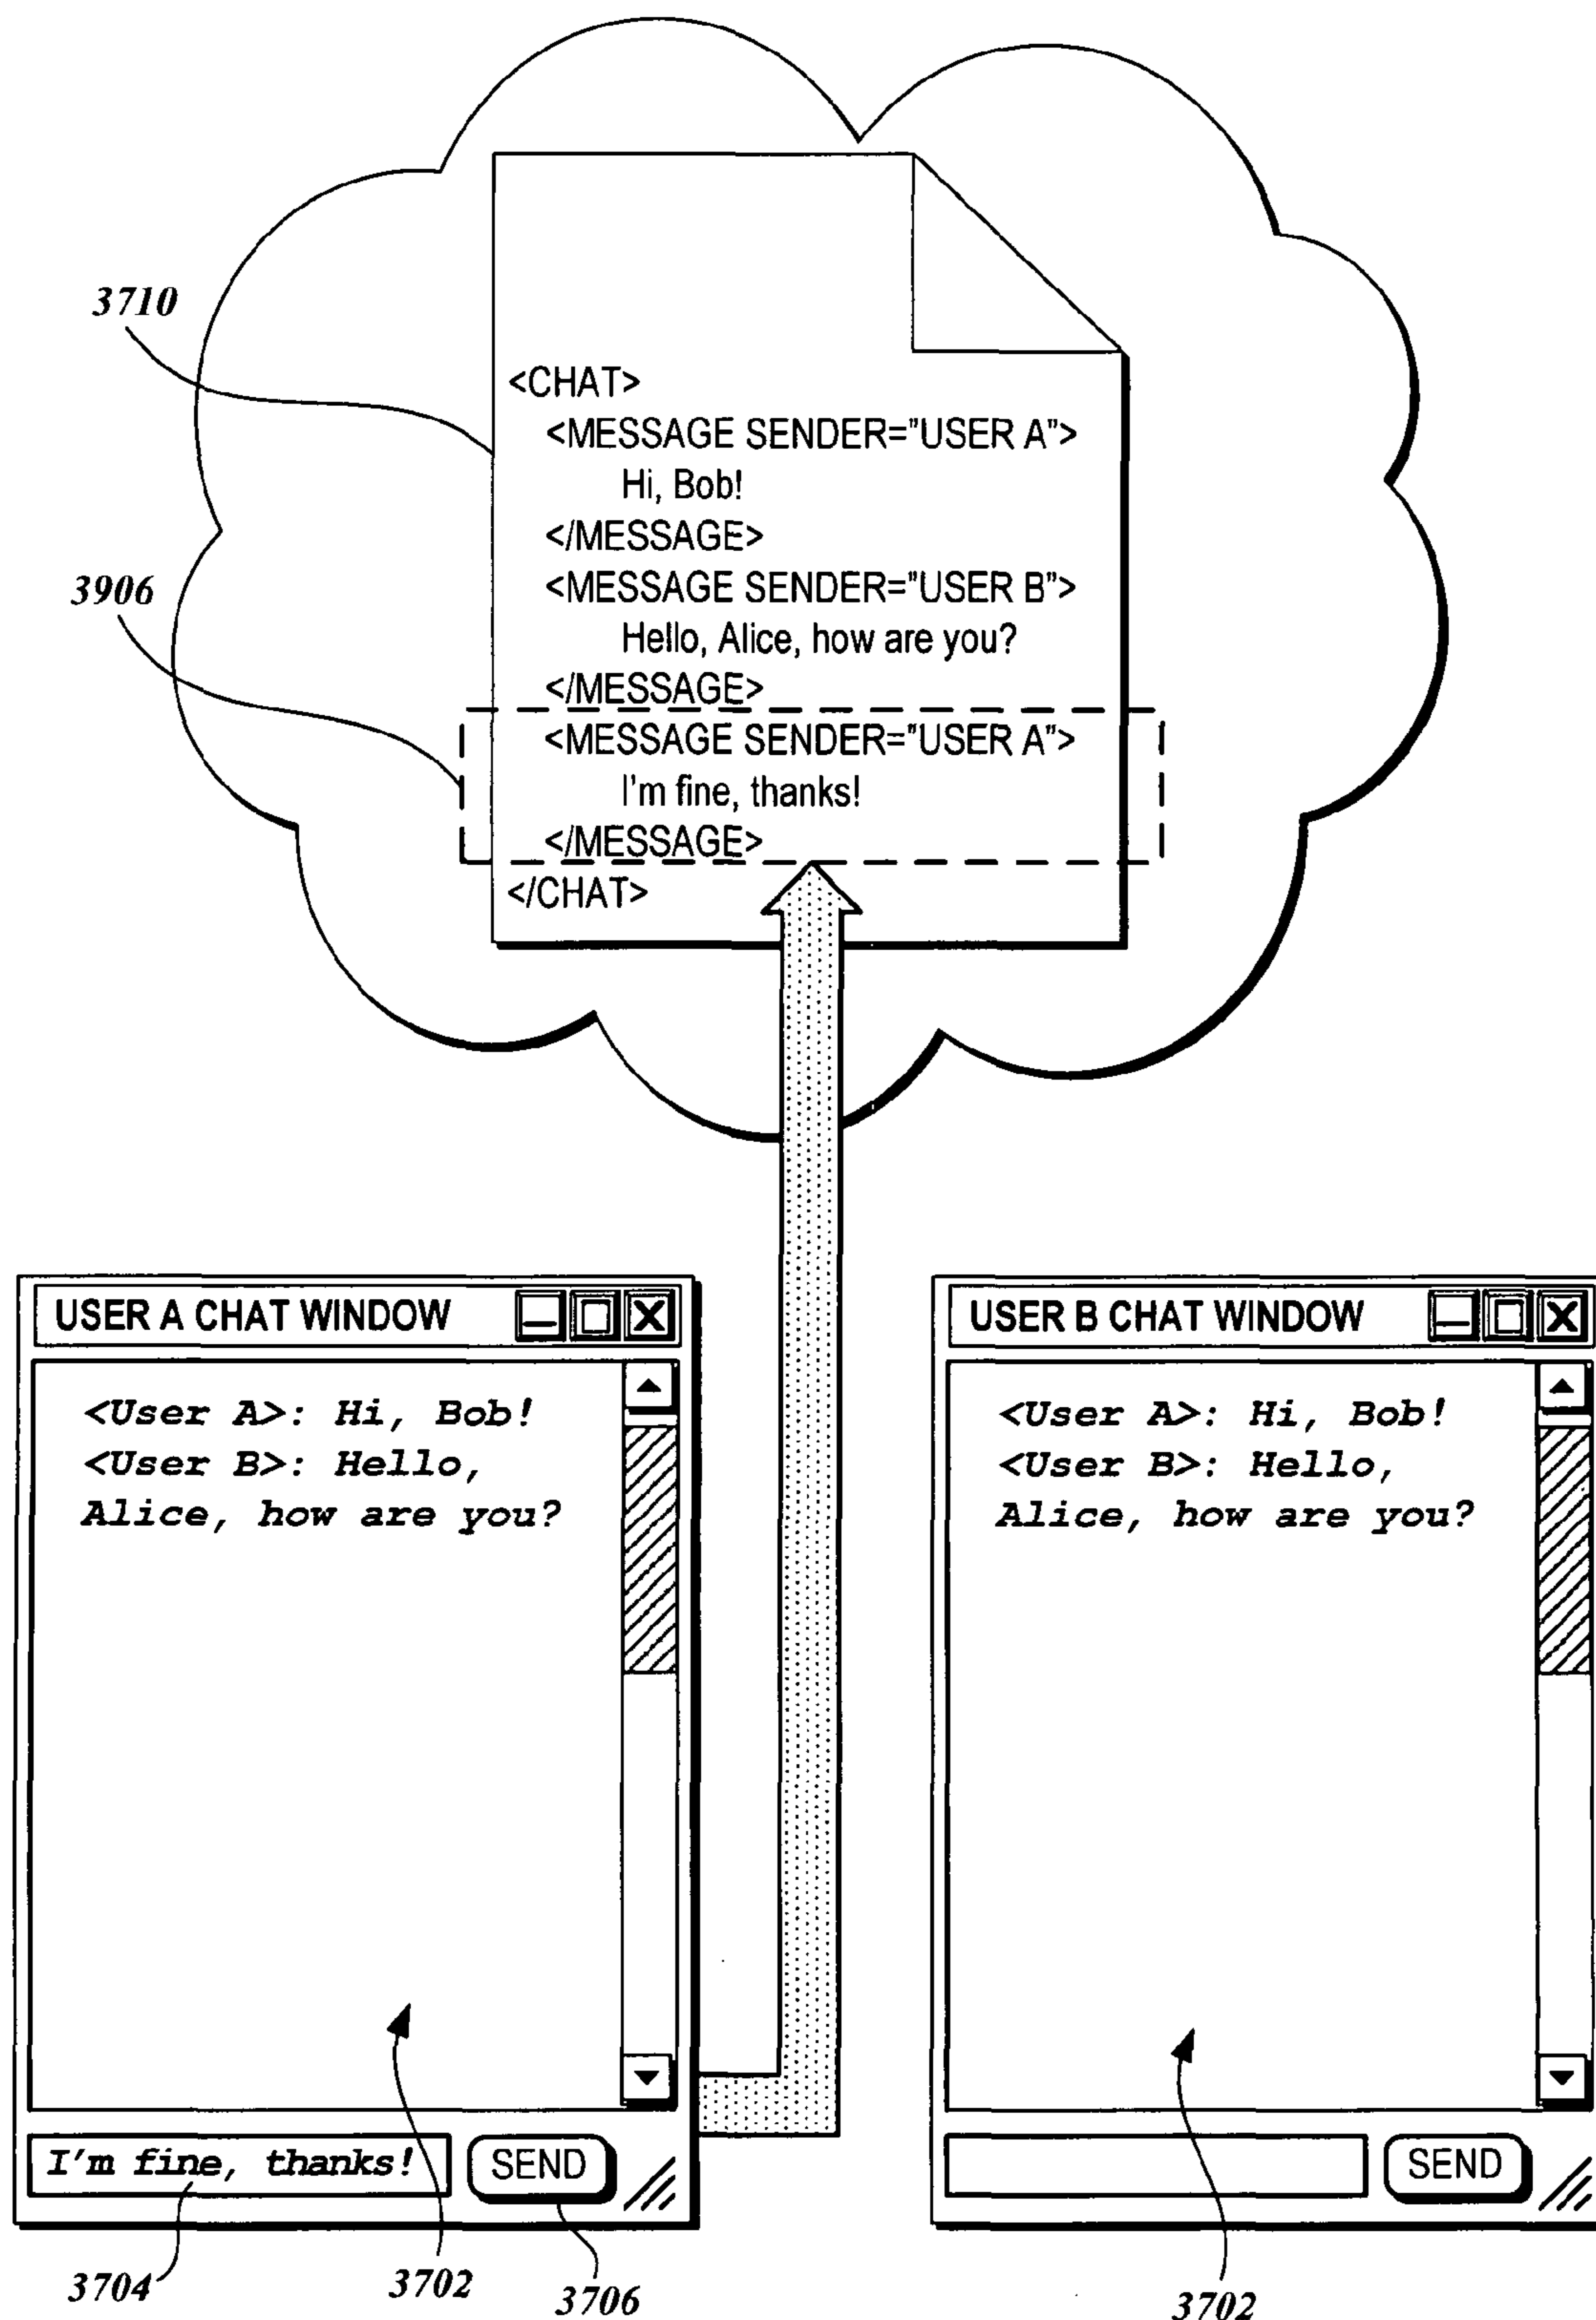 3710
<CHAT>
<MESSAGE SENDER="USER A">
Hi, Bob!
</MESSAGE>
3906
<MESSAGE SENDER="USER B">
Hello, Alice, how are you?
</MESSAGE>
<MESSAGE SENDER="USER A">
I'm fine, thanks!
</MESSAGE>
</CHAT>
USER A CHAT WINDOW
<User A>: Hi, Bob!
<User B>: Hello,
Alice, how are you?
I'm fine, thanks!
SEND
3704
3702
3706
USER B CHAT WINDOW
<User A>: Hi, Bob!
<User B>: Hello,
Alice, how are you?
SEND
3702